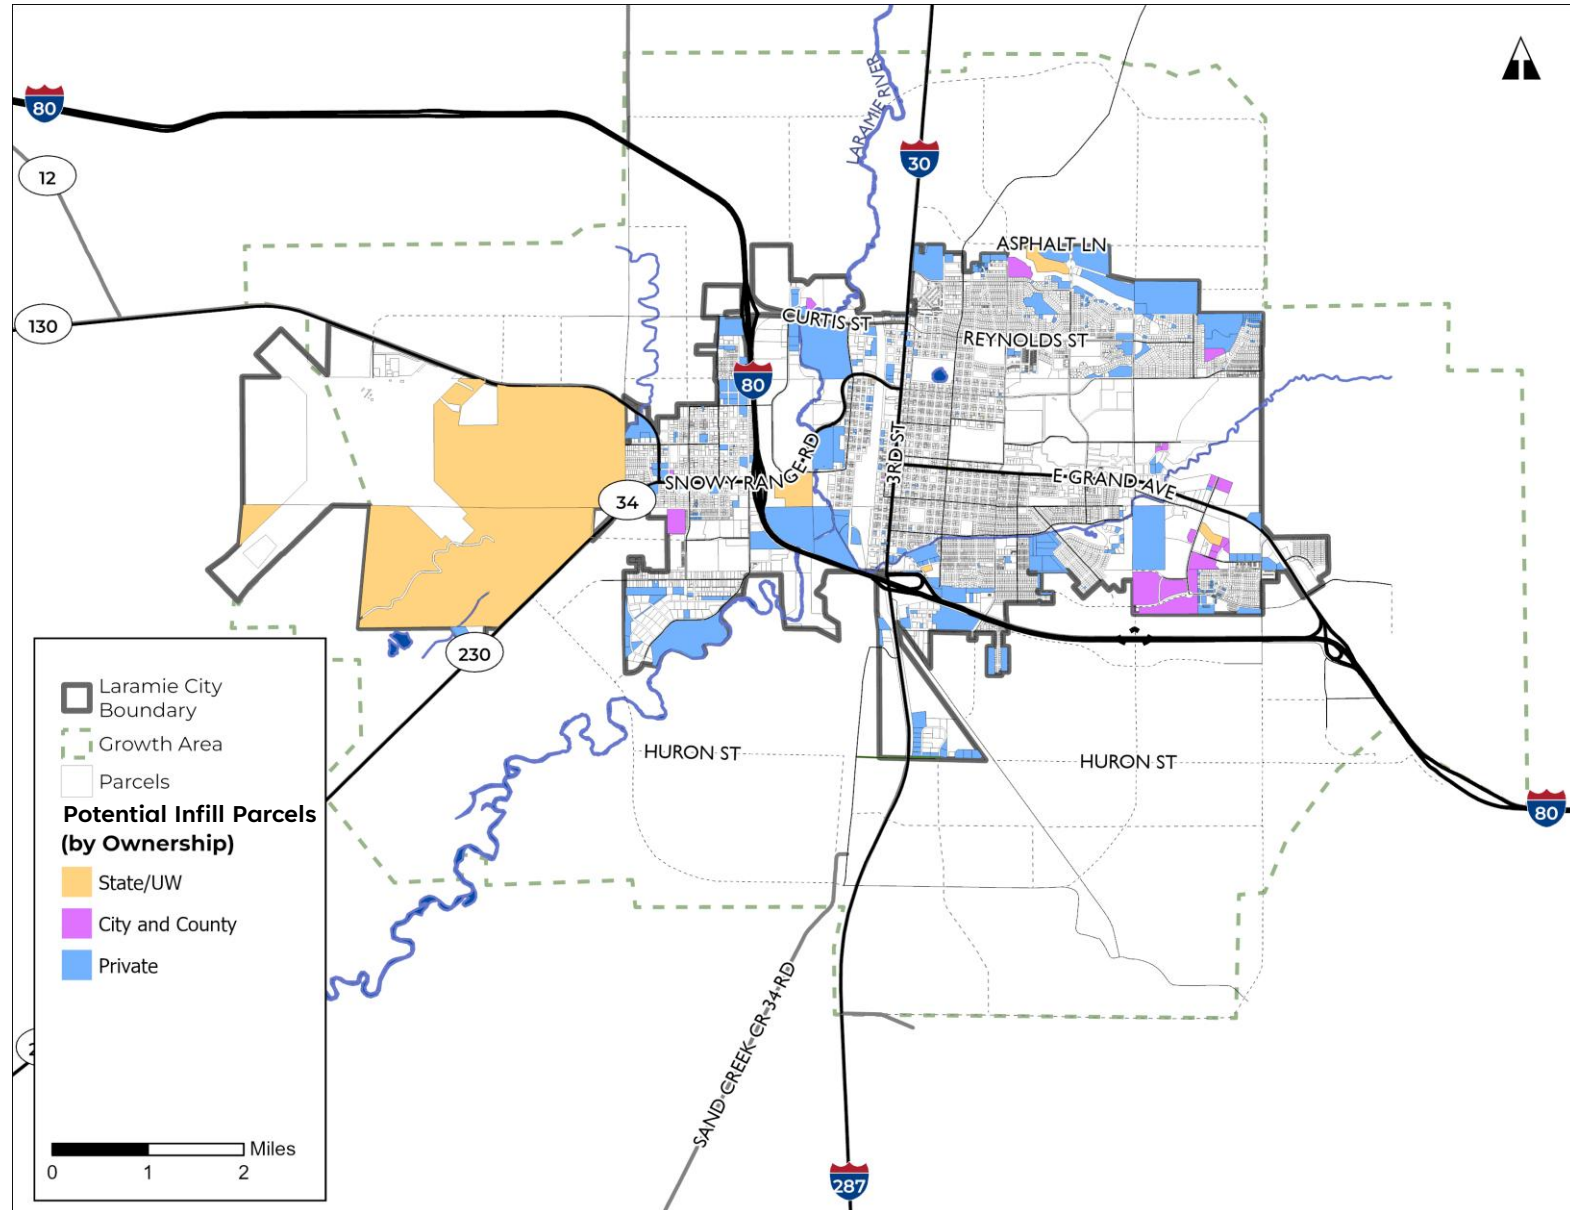 80
12
130
LARAMIE RIVER
30
ASPHALT LN
CURTIS ST
REYNOLDS ST
80
3RD ST
SNOWY RANGE RD
E GRAND AVE
34
230
HURON ST
HURON ST
80
SAND CREEK CR 34 RD
287
Laramie City
Boundary
Growth Area
Parcels
Potential Infill Parcels
(by Ownership)
State/UW
City and County
Private
Miles
0 1 2